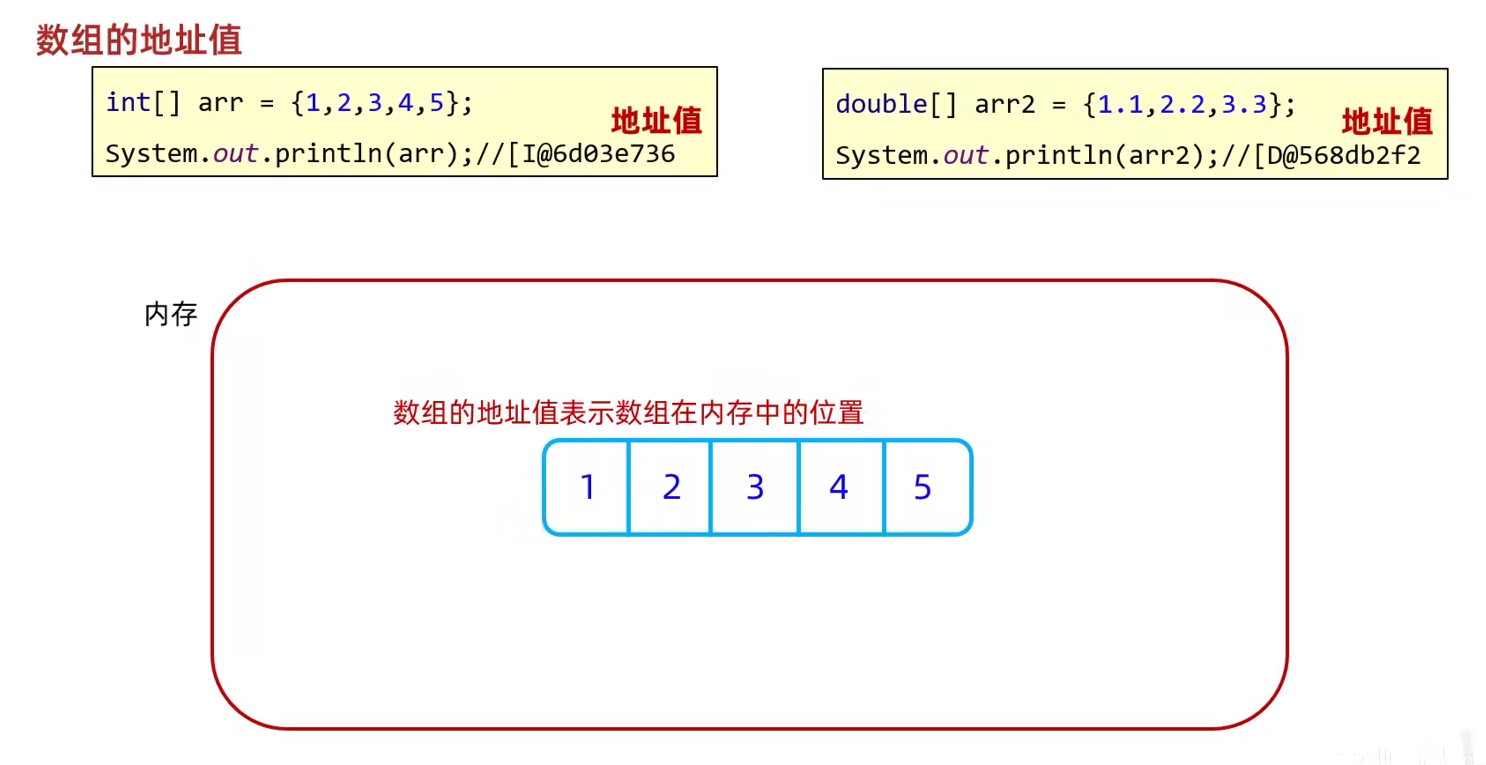 数组的地址值
int[] arr = {1,2,3,4,5};
地址值
System.out.println(arr);//[I@6d03e736
double[] arr2 = {1.1,2.2,3.3};
地址值
System.out.println(arr2);//[D@568db2f2
内存
数组的地址值表示数组在内存中的位置
1 2 3 4 5